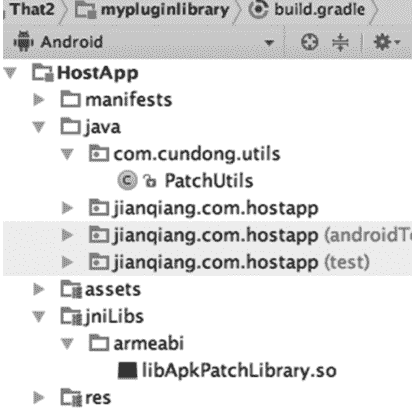 That2 mypluginlibrary build.gradle
Android
HostApp
manifests
java
com.cundong.utils
PatchUtils
jianqiang.com.hostapp
jianqiang.com.hostapp (androidTe
jianqiang.com.hostapp (test)
assets
jniLibs
armeabi
libApkPatchLibrary.so
res